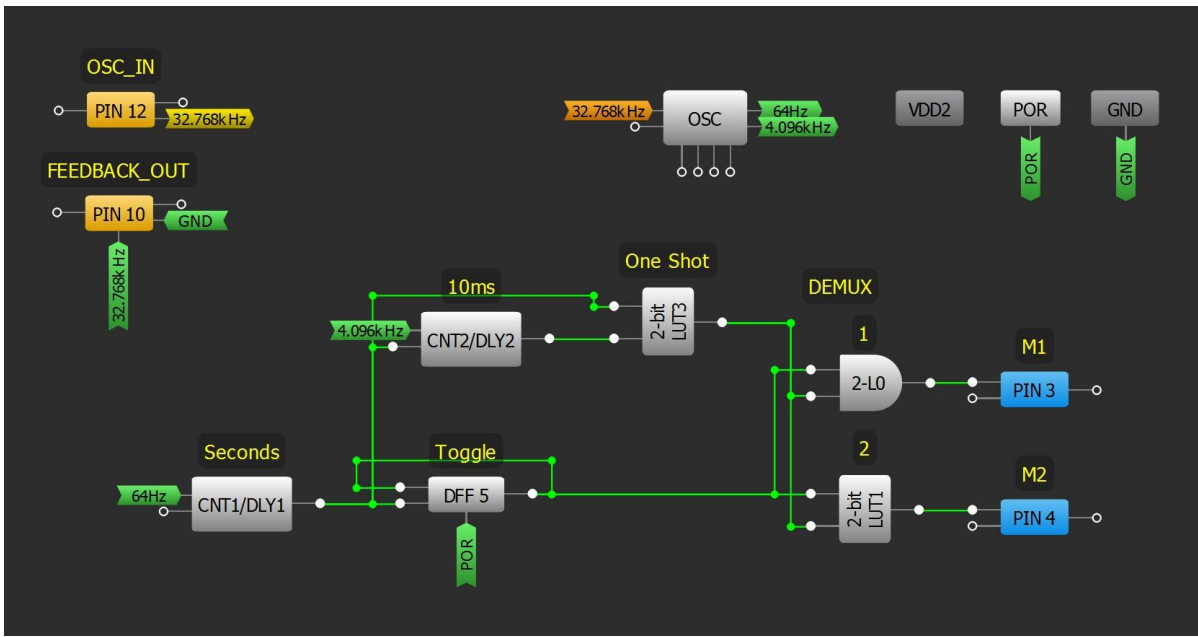 OSC_IN
PIN 12
32.768kHz
FEEDBACK_OUT
PIN 10
GND
32.768kHz
32.768kHz
OSC
64Hz
4.096kHz
VDD2
POR
POR
GND
GND
One Shot
2-bit
LUT3
10ms
4.096kHz
CNT2/DLY2
DEMUX
1
2-L0
M1
PIN 3
Seconds
64Hz
CNT1/DLY1
Toggle
DFF 5
POR
2
2-bit
LUT1
M2
PIN 4